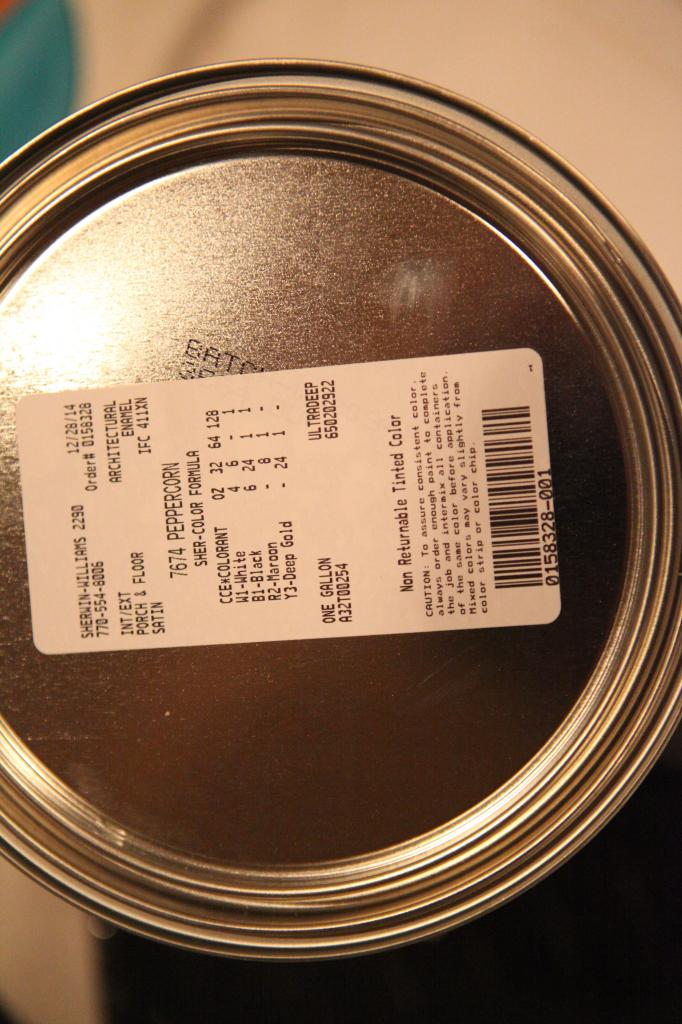 SHERWIN-WILLIAMS 2290 12/28/14
770-554-8086 Order# 0158328
INT/EXT ARCHITECTURAL
PORCH & FLOOR ENAMEL
SATIN IFC 411XN
7674 PEPPERCORN
SHER-COLOR FORMULA
CCE*COLORANT OZ 32 64 128
W1-White 4 6 - 1
B1-Black 6 24 1 1
R2-Maroon - 8 1 -
Y3-Deep Gold - 24 1 -
ONE GALLON ULTRADEEP
A32T00254 650202922
Non Returnable Tinted Color
CAUTION: To assure consistent color,
always order enough paint to complete
the job and intermix all containers
of the same color before application.
Mixed colors may vary slightly from
color strip or color chip.
0158328-001